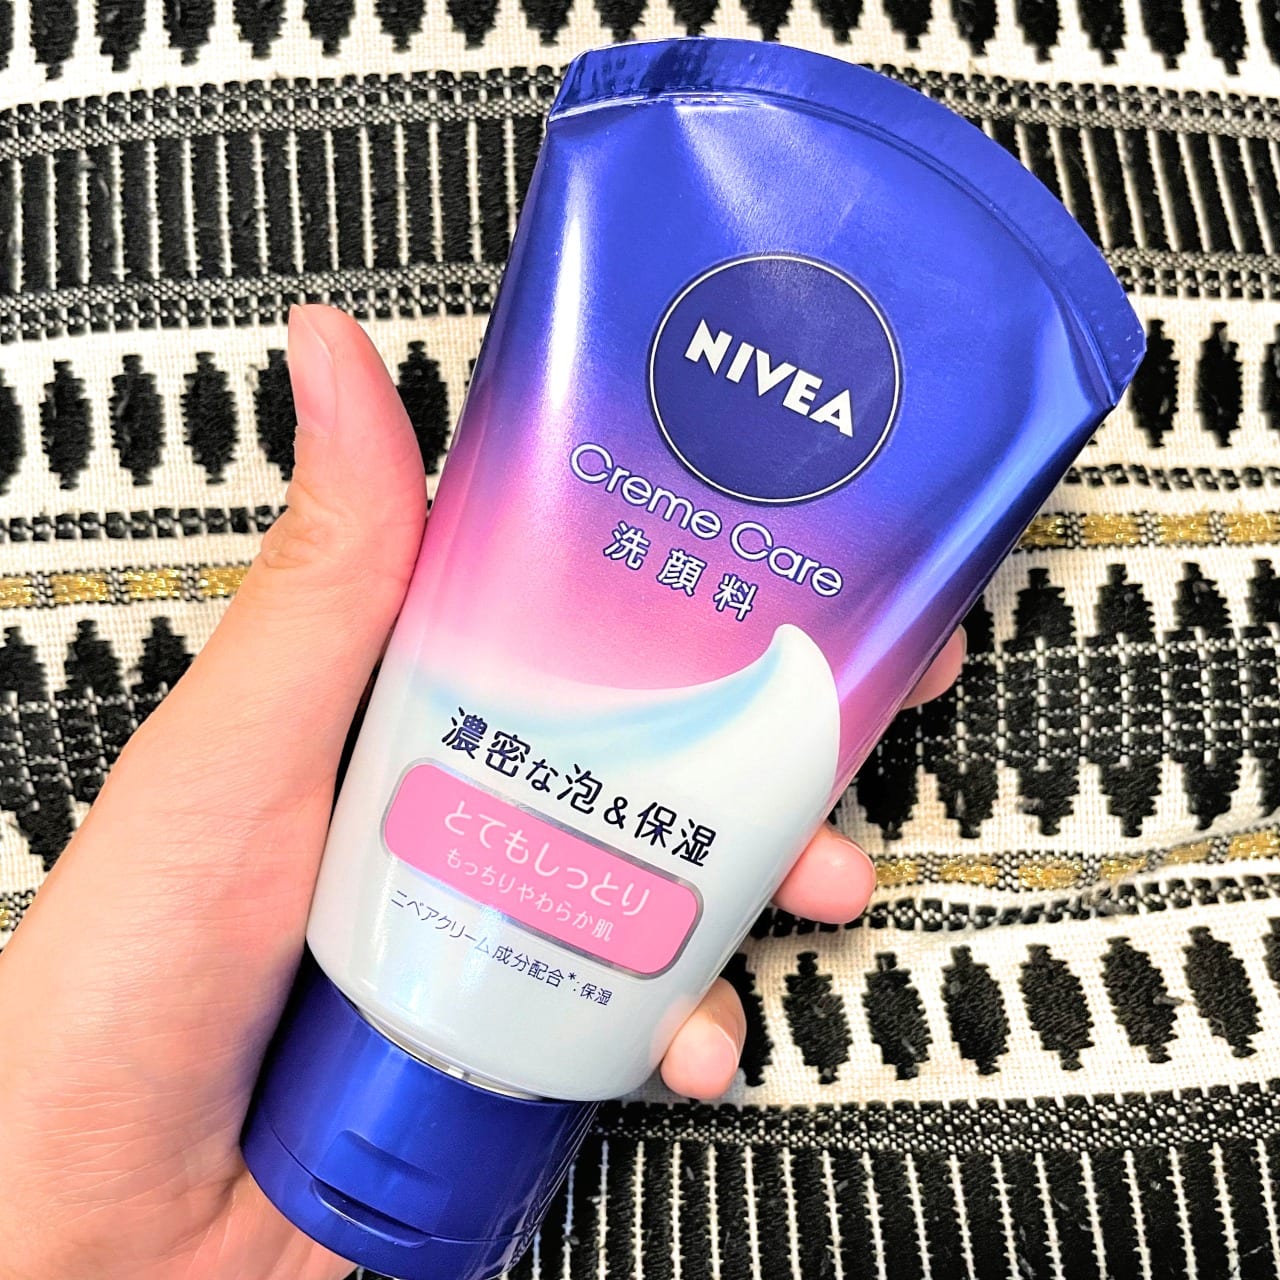 NIVEA
Creme Care
洗顔料
濃密な泡&保湿
とてもしっとり
もっちりやわらか肌
ニベアクリーム成分配合*:保湿